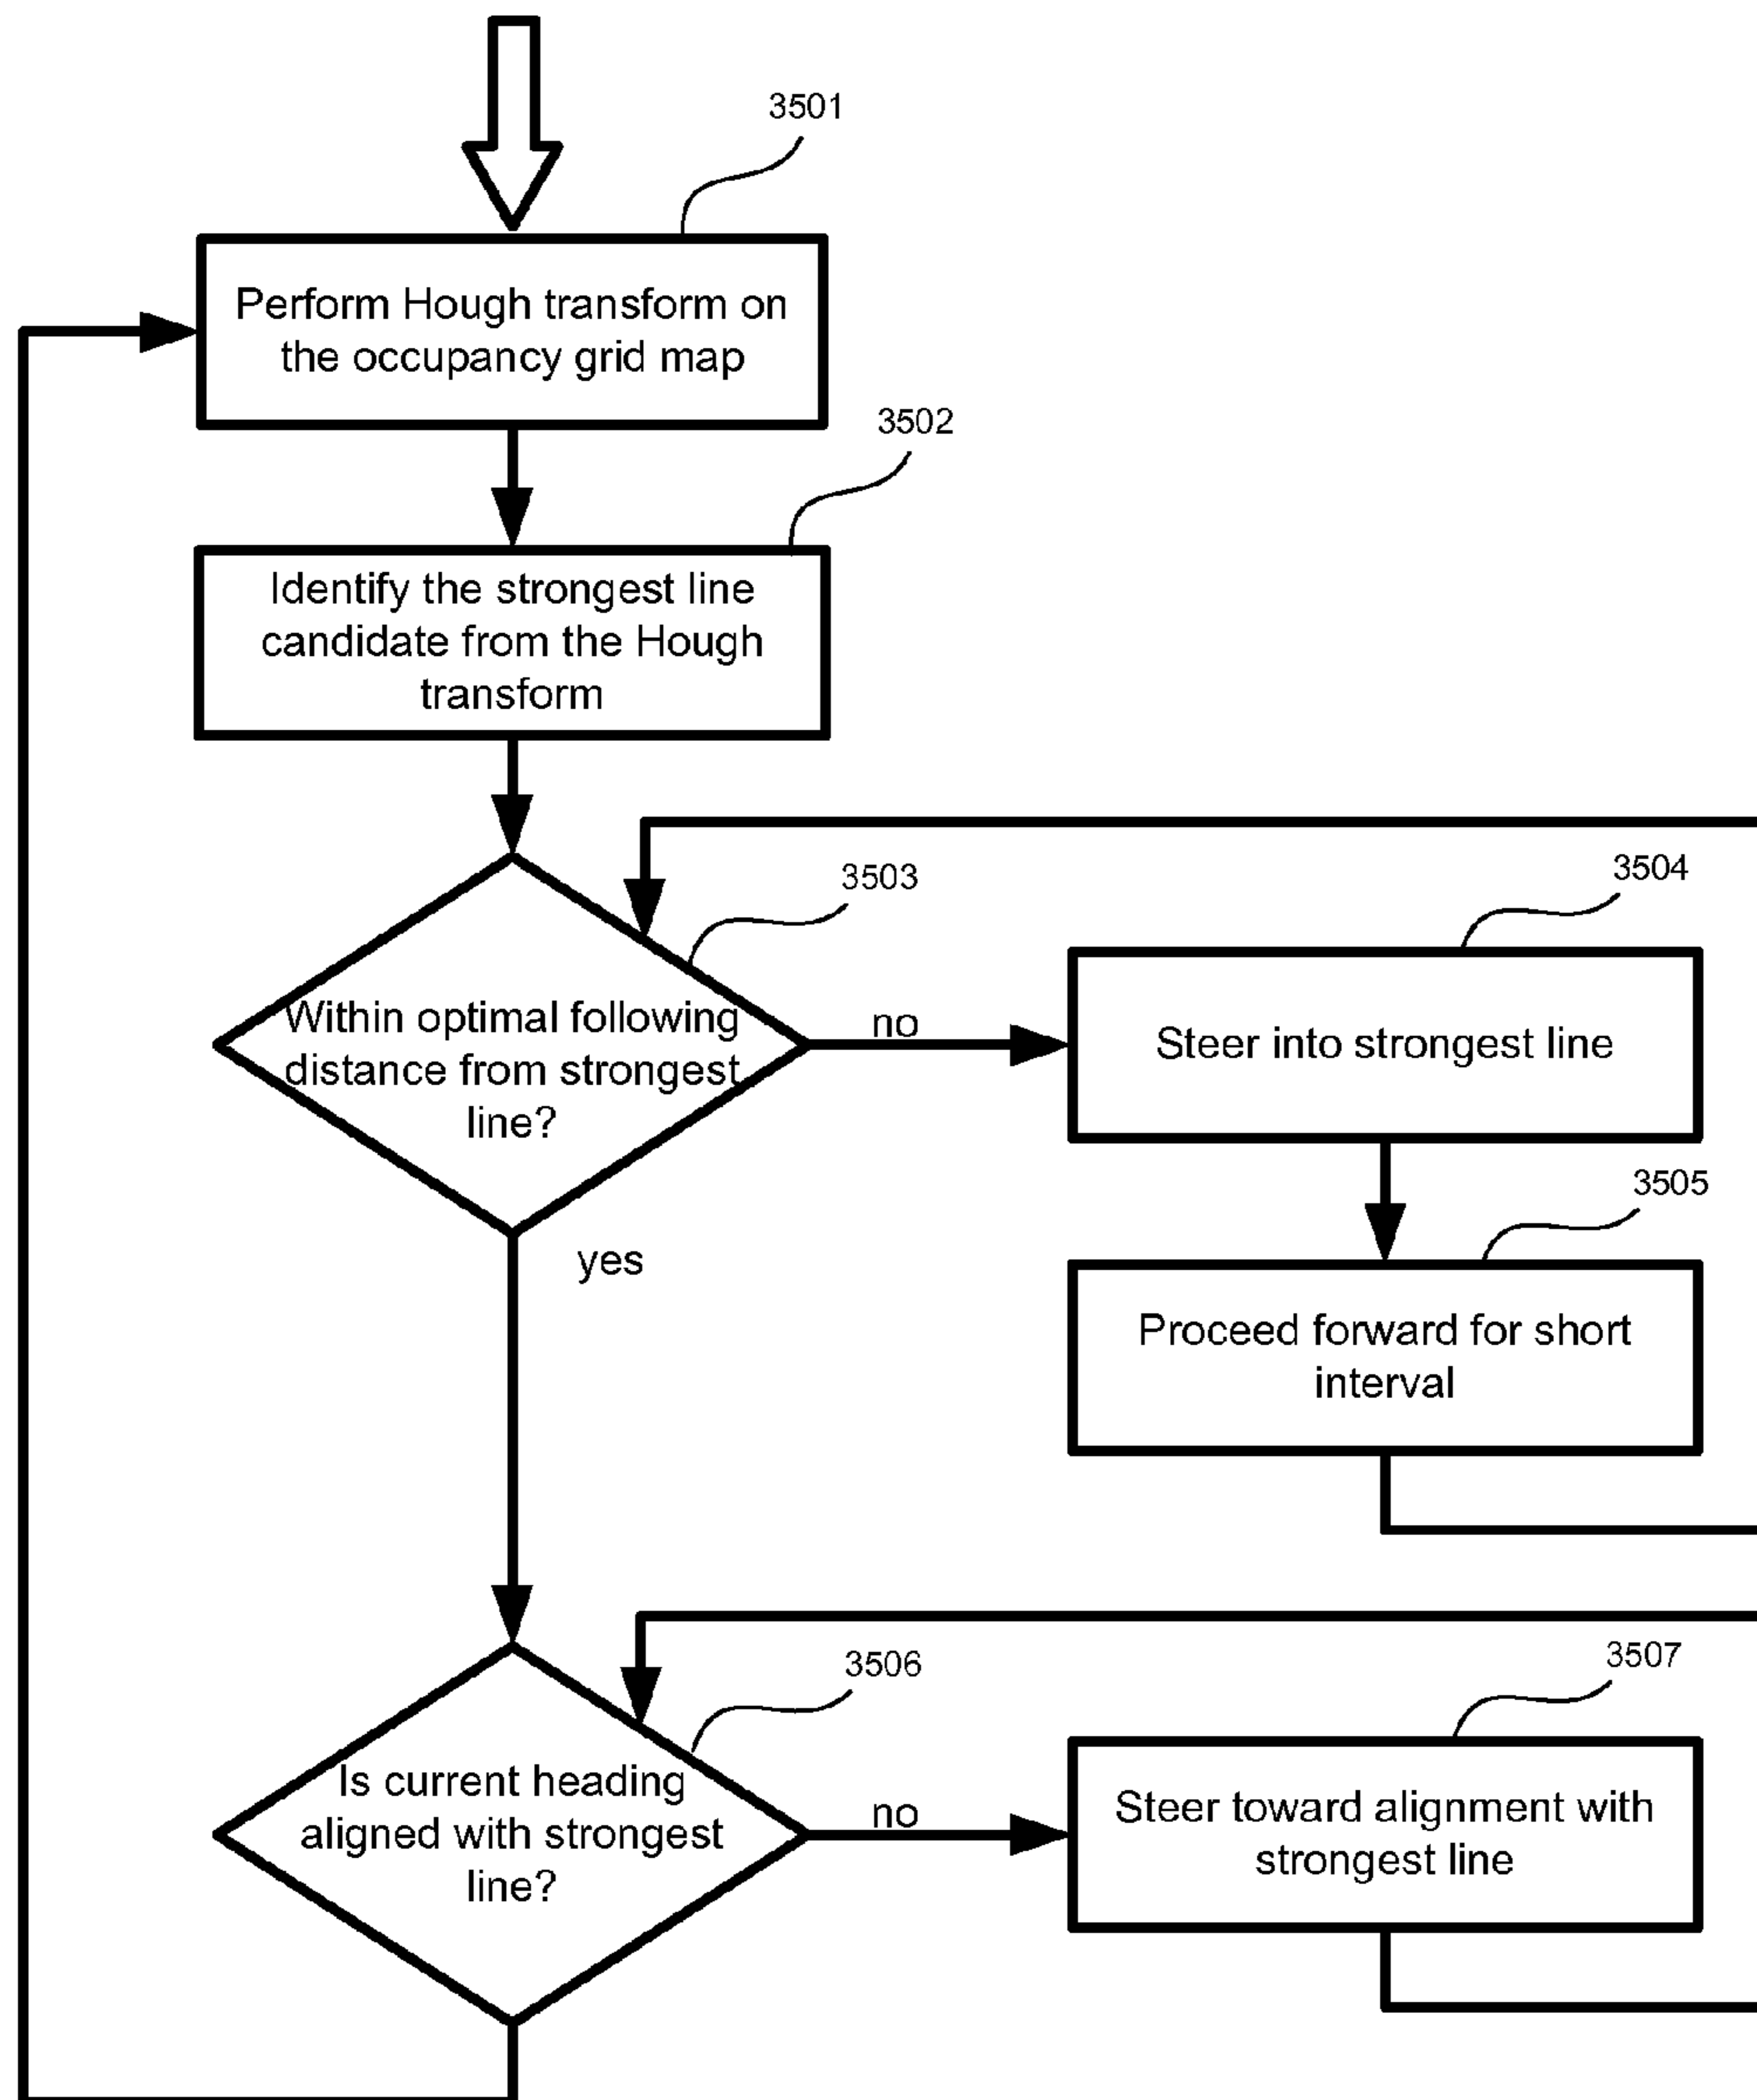 3501
Perform Hough transform on
the occupancy grid map
3502
Identify the strongest line
candidate from the Hough
transform
3503
Within optimal following
distance from strongest
line?
no
yes
3504
Steer into strongest line
3505
Proceed forward for short
interval
3506
Is current heading
aligned with strongest
line?
no
3507
Steer toward alignment with
strongest line